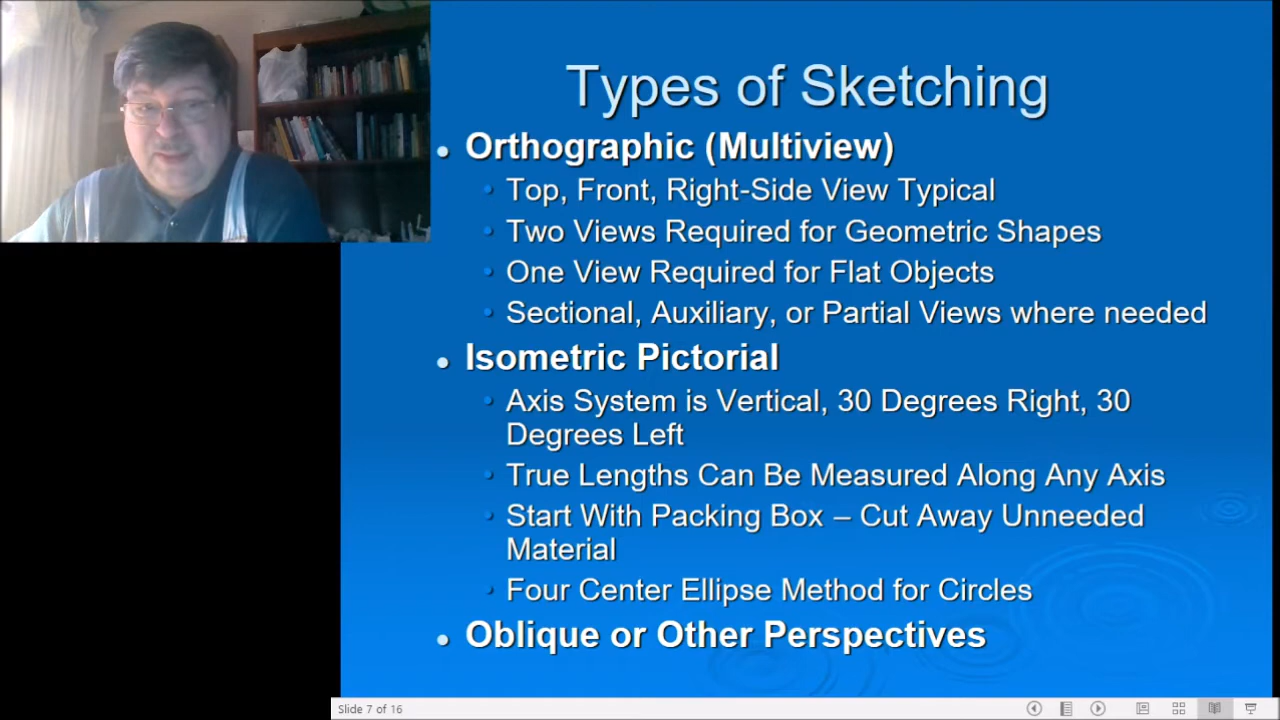 Types of Sketching
Orthographic (Multiview)
Top, Front, Right-Side View Typical
Two Views Required for Geometric Shapes
One View Required for Flat Objects
Sectional, Auxiliary, or Partial Views where needed
Isometric Pictorial
Axis System is Vertical, 30 Degrees Right, 30
Degrees Left
True Lengths Can Be Measured Along Any Axis
Start With Packing Box – Cut Away Unneeded
Material
Four Center Ellipse Method for Circles
Oblique or Other Perspectives
Slide 7 of 16